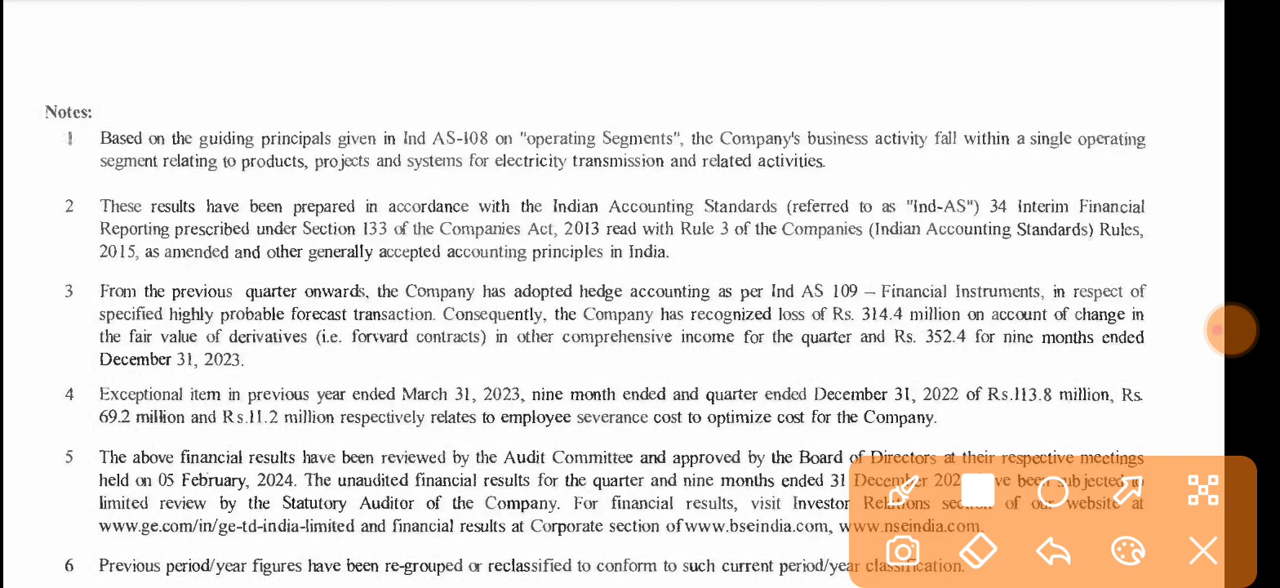 Notes:
1 Based on the guiding principals given in Ind AS-108 on "operating Segments", the Company's business activity fall within a single operating
segment relating to products, projects and systems for electricity transmission and related activities.
2 These results have been prepared in accordance with the Indian Accounting Standards (referred to as "Ind-AS") 34 Interim Financial
Reporting prescribed under Section 133 of the Companies Act, 2013 read with Rule 3 of the Companies (Indian Accounting Standards) Rules,
2015, as amended and other generally accepted accounting principles in India.
3 From the previous quarter onwards, the Company has adopted hedge accounting as per Ind AS 109 – Financial Instruments, in respect of
specified highly probable forecast transaction. Consequently, the Company has recognized loss of Rs. 314.4 million on account of change in
the fair value of derivatives (i.e. forward contracts) in other comprehensive income for the quarter and Rs. 352.4 for nine months ended
December 31, 2023.
4 Exceptional item in previous year ended March 31, 2023, nine month ended and quarter ended December 31, 2022 of Rs.113.8 million, Rs.
69.2 million and Rs.11.2 million respectively relates to employee severance cost to optimize cost for the Company.
5 The above financial results have been reviewed by the Audit Committee and approved by the Board of Directors at their respective meetings
held on 05 February, 2024. The unaudited financial results for the quarter and nine months ended 31 December been subjected to
limited review by the Statutory Auditor of the Company. For financial results, visit Investor Relations of our website at
www.ge.com/in/ge-td-india-limited and financial results at Corporate section of www.bseindia.com, www.nseindia.com.
6 Previous period/year figures have been re-grouped or reclassified to conform to such current period/year classification.